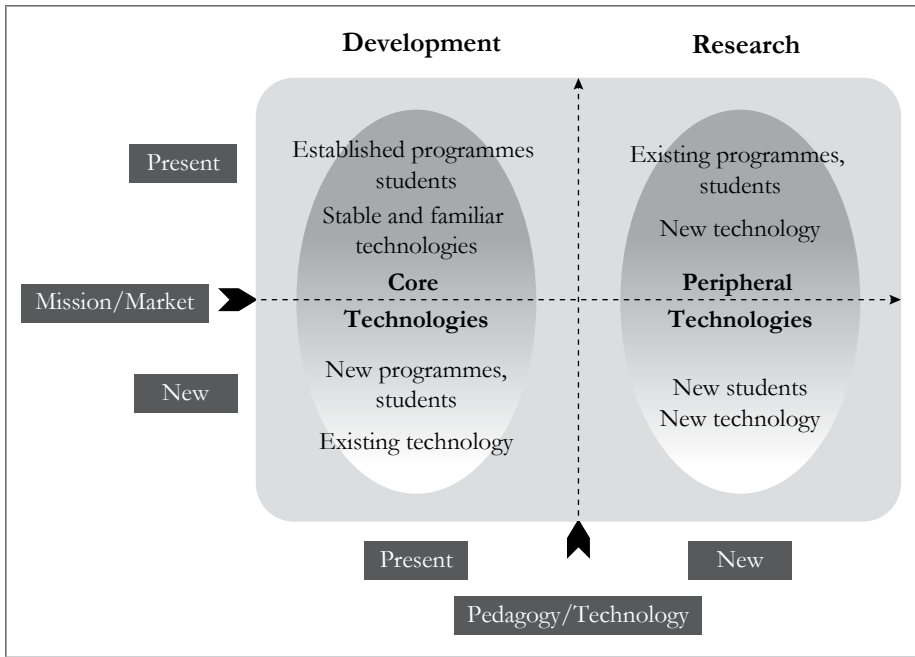 Development
Research
Present
Established programmes
students
Stable and familiar
technologies
Existing programmes,
students
New technology
Mission/Market
Core
Technologies
Peripheral
Technologies
New
New programmes,
students
Existing technology
New students
New technology
Present
New
Pedagogy/Technology